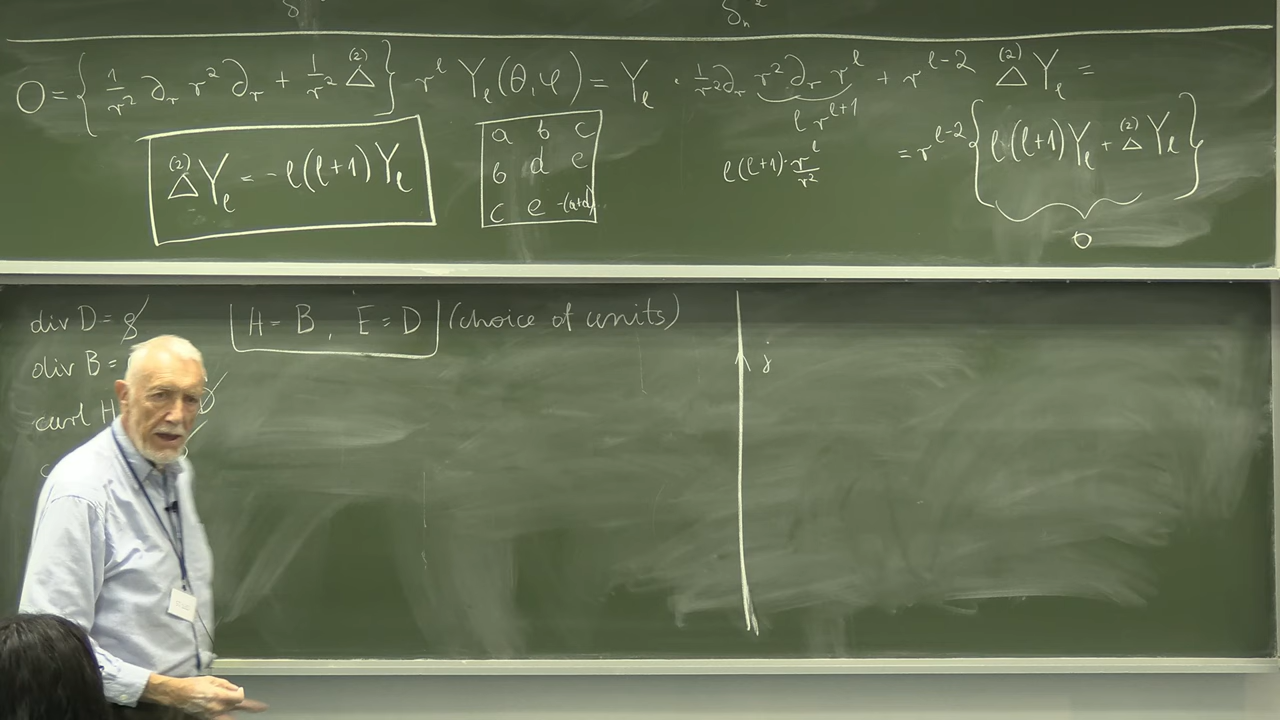 0 = { 1/r² ∂_r r² ∂_r + 1/r² Δ^(2) } r^l Y_l(θ,φ) = Y_l · 1/r² ∂_r r² ∂_r r^l + r^{l-2} Δ^(2) Y_l =
l r^{l+1}
l(l+1) · r^l/r²
= r^{l-2} { l(l+1) Y_l + Δ^(2) Y_l }
0
Δ^(2) Y_l = -l(l+1) Y_l
a b c
b d e
c e -(a+d)
div D =
H = B , E = D (choice of units)
div B =
curl H
j